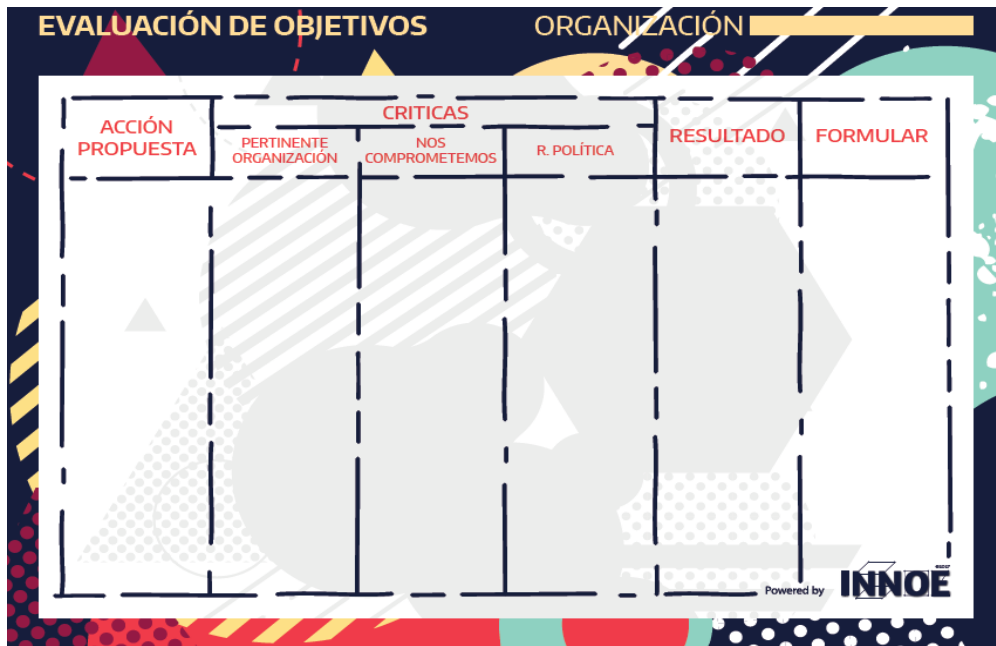 EVALUACIÓN DE OBJETIVOS
ORGANIZACIÓN
ACCIÓN
PROPUESTA
CRITICAS
PERTINENTE
ORGANIZACIÓN
NOS
COMPROMETEMOS
R. POLÍTICA
RESULTADO
FORMULAR
Powered by
INNOE